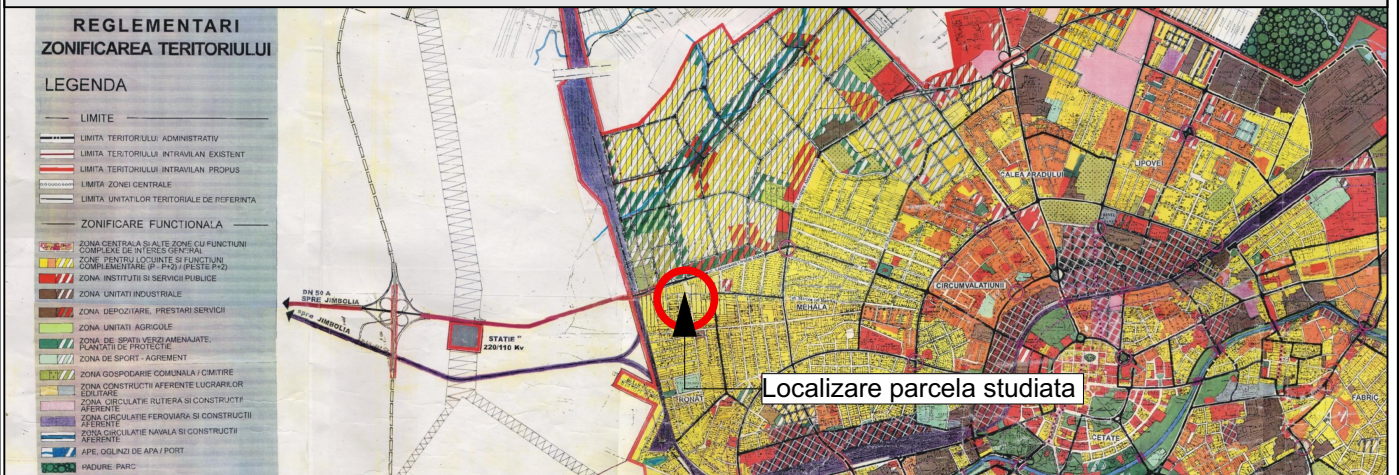 REGLEMENTARI
ZONIFICAREA TERITORIULUI
LEGENDA
LIMITE
LIMITA TERITORIULUI ADMINISTRATIV
LIMITA TERITORIULUI INTRAVILAN EXISTENT
LIMITA TERITORIULUI INTRAVILAN PROPUS
LIMITA ZONEI CENTRALE
LIMITA UNITATILOR TERITORIALE DE REFERINTA
ZONIFICARE FUNCTIONALA
ZONA CENTRALA SI ALTE ZONE CU FUNCTIUNI
COMPLEXE DE INTERES GENERAL
ZONE PENTRU LOCUINTE SI FUNCTIUNI
COMPLEMENTARE (P - P+2) / (PESTE P+2)
ZONA INSTITUTII SI SERVICII PUBLICE
ZONA UNITATI INDUSTRIALE
ZONA DEPOZITARE, PRESTARI SERVICII
ZONA UNITATI AGRICOLE
ZONA DE SPATII VERZI AMENAJATE,
PLANTATII DE PROTECTIE
ZONA DE SPORT - AGREMENT
ZONA GOSPODARIE COMUNALA / CIMITIRE
ZONA CONSTRUCTII AFERENTE LUCRARILOR
EDILITARE
ZONA CIRCULATIE RUTIERA SI CONSTRUCTII
AFERENTE
ZONA CIRCULATIE FEROVIARA SI CONSTRUCTII
AFERENTE
ZONA CIRCULATIE NAVALA SI CONSTRUCTII
AFERENTE
APE, OGLINZI DE APA / PORT
PADURE PARC
DN 59 A
SPRE JIMBOLIA
spre JIMBOLIA
STATIE
220/110 Kv
LIPOVEI
CALEA ARADULUI
CIRCUMVALATIUNII
MEHALA
RONAT
Localizare parcela studiata
FABRIC
CETATE